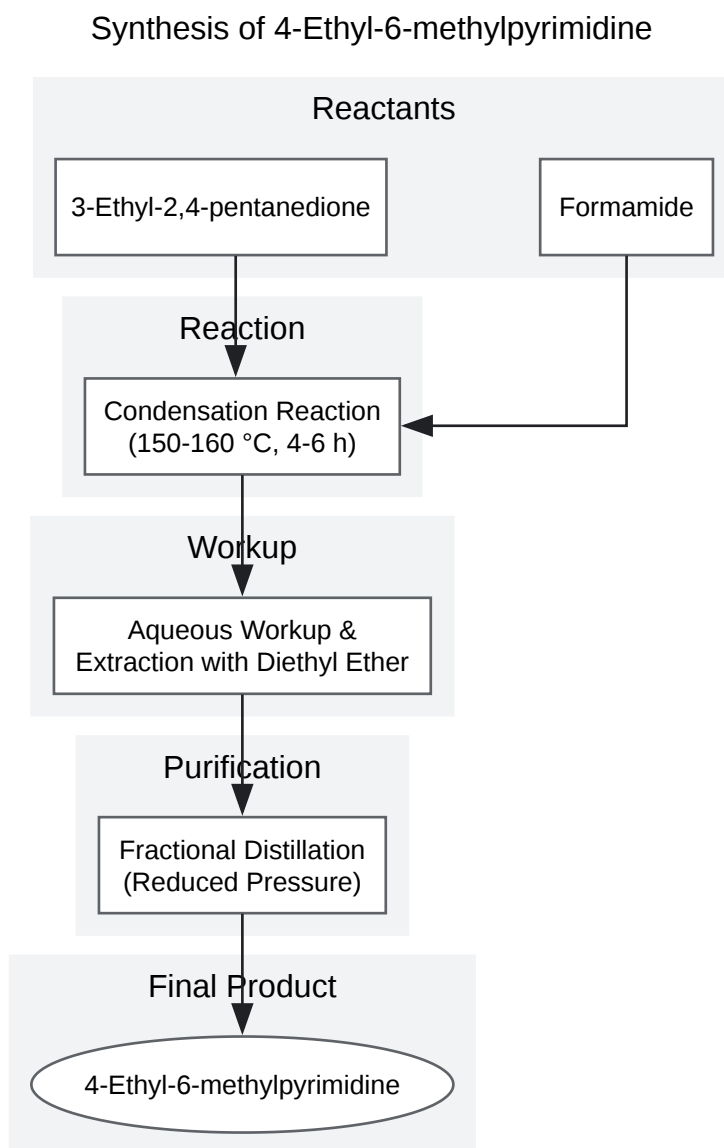 Synthesis of 4-Ethyl-6-methylpyrimidine
Reactants
3-Ethyl-2,4-pentanedione
Formamide
Reaction
Condensation Reaction
(150-160 °C, 4-6 h)
Workup
Aqueous Workup &
Extraction with Diethyl Ether
Purification
Fractional Distillation
(Reduced Pressure)
Final Product
4-Ethyl-6-methylpyrimidine